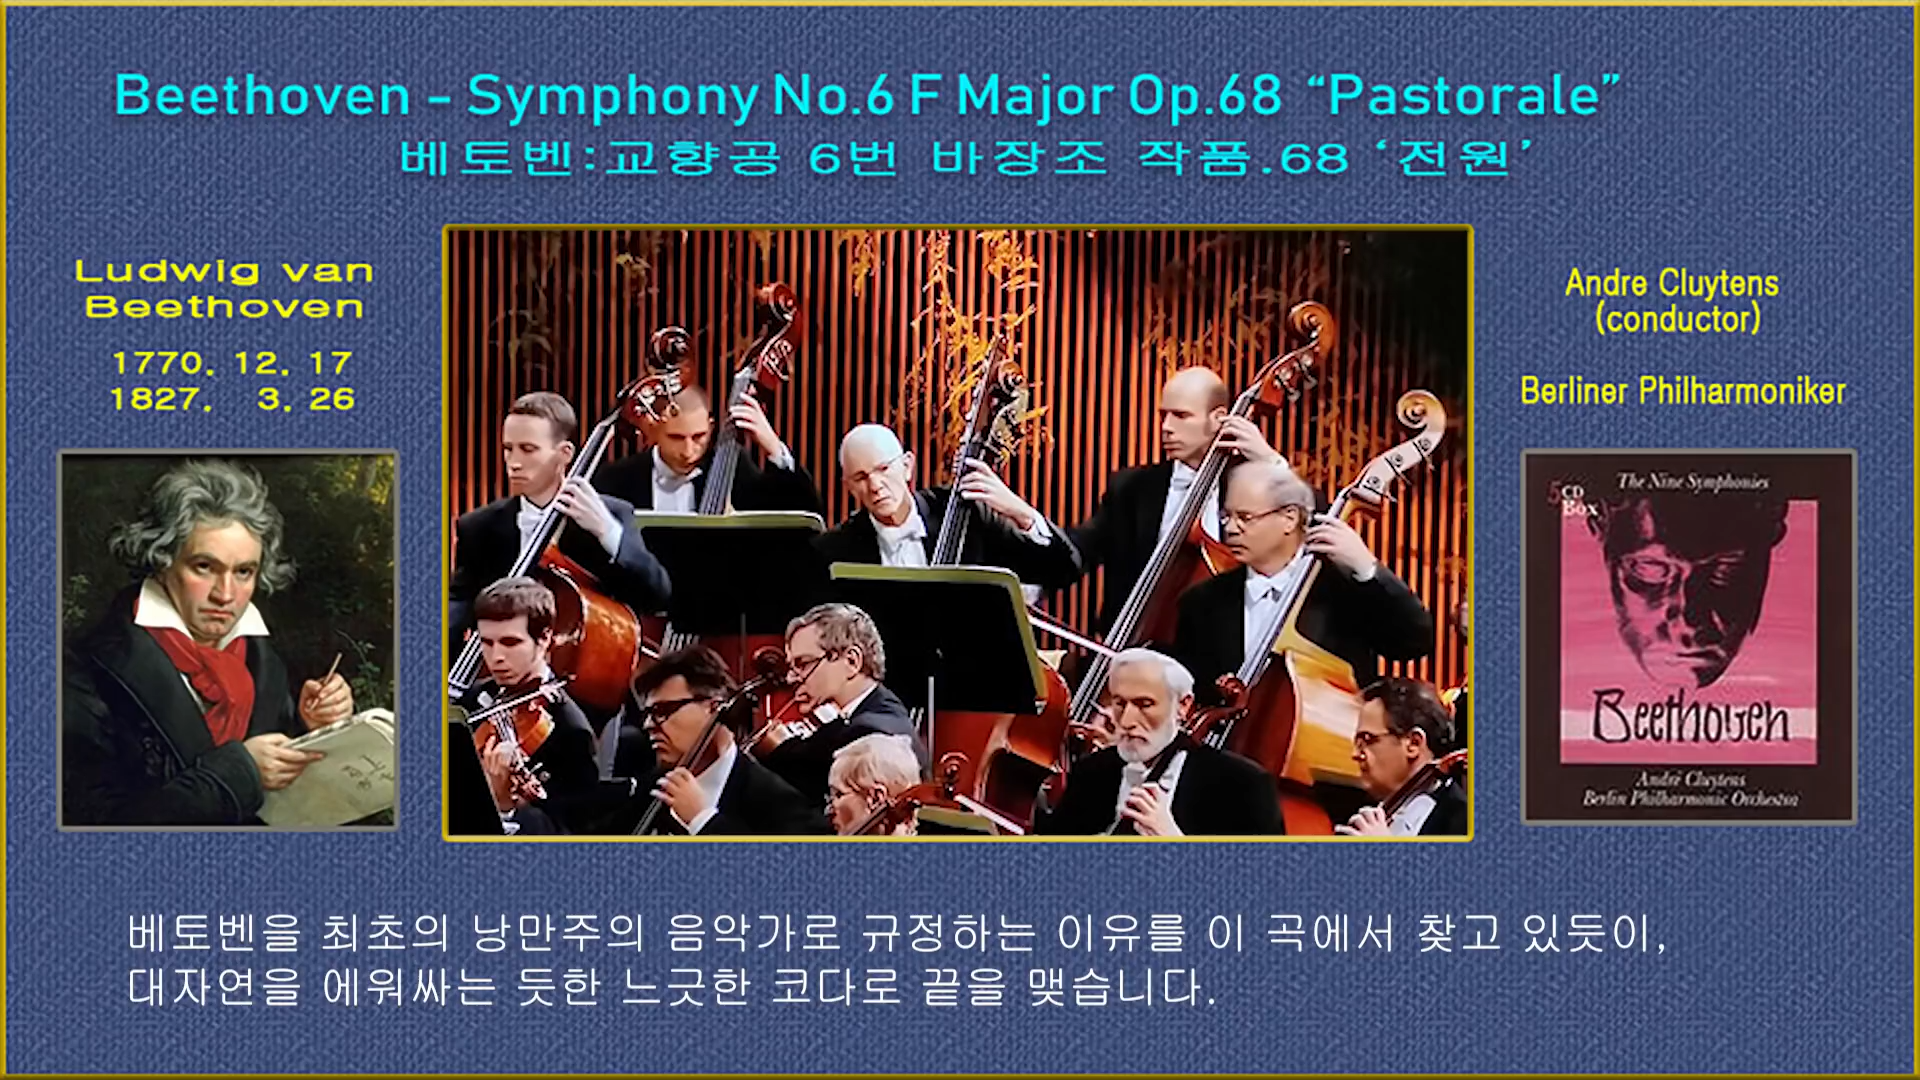 Beethoven - Symphony No.6 F Major Op.68 “Pastorale”
베토벤:교향공 6번 바장조 작품.68 ‘전원’
Ludwig van
Beethoven
1770. 12. 17
1827. 3. 26
Andre Cluytens
(conductor)
Berliner Philharmoniker
The Nine Symphonies
5CD
Box
Beethoven
André Cluytens
Berlin Philharmonic Orchestra
베토벤을 최초의 낭만주의 음악가로 규정하는 이유를 이 곡에서 찾고 있듯이,
대자연을 에워싸는 듯한 느긋한 코다로 끝을 맺습니다.